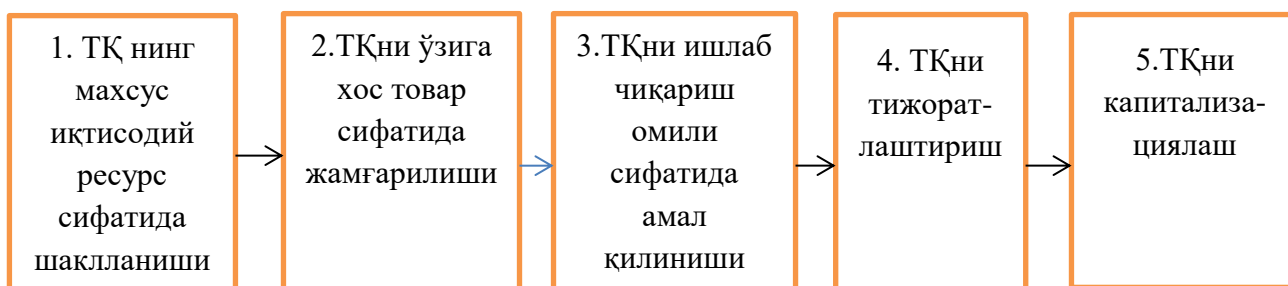 1. ТҚ нинг
махсус
иқтисодий
ресурс
сифатида
шаклланиши
2.ТҚни ўзига
хос товар
сифатида
жамғарилиши
3.ТҚни ишлаб
чиқариш
омили
сифатида
амал
қилиниши
4. ТҚни
тижорат-
лаштириш
5.ТҚни
капитализа-
циялаш